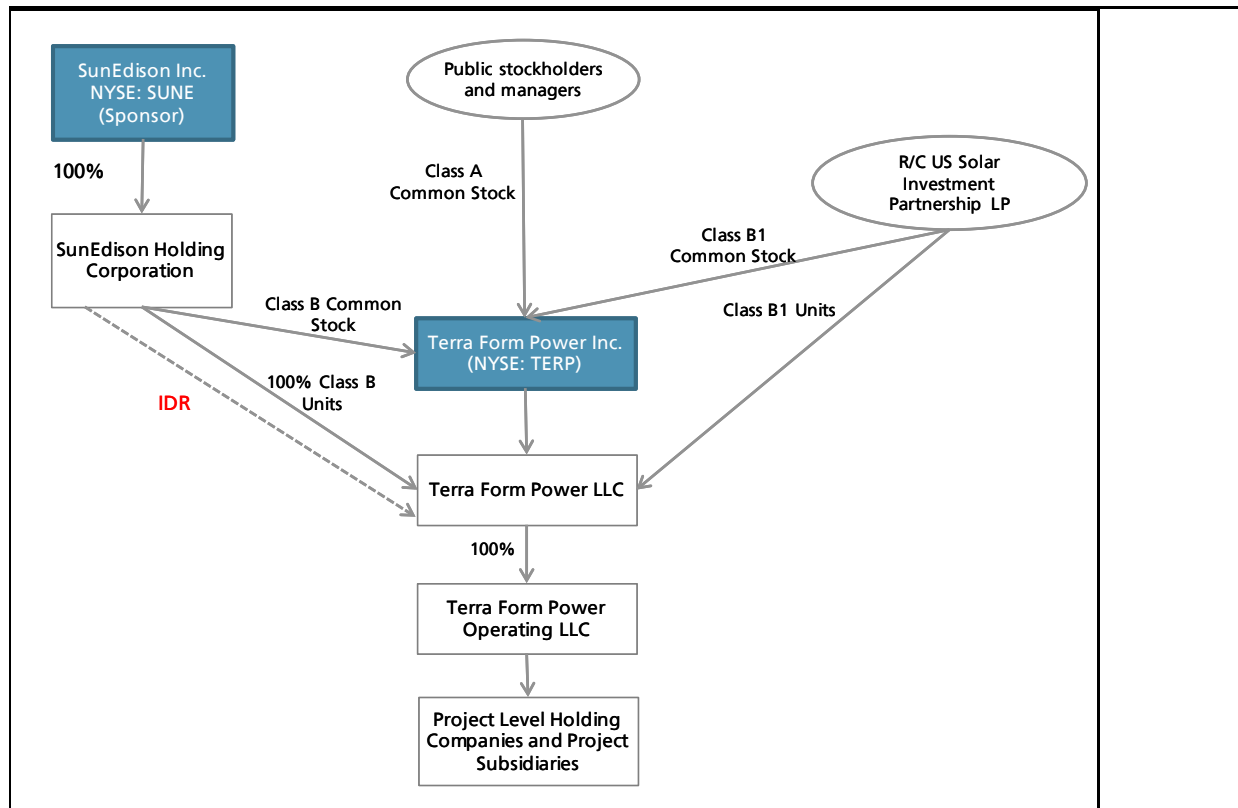 SunEdison Inc.
NYSE: SUNE
(Sponsor)
Public stockholders
and managers
100%
Class A
Common Stock
R/C US Solar
Investment
Partnership LP
SunEdison Holding
Corporation
Class B1
Common Stock
Class B Common
Stock
Class B1 Units
Terra Form Power Inc.
(NYSE: TERP)
100% Class B
Units
IDR
Terra Form Power LLC
100%
Terra Form Power
Operating LLC
Project Level Holding
Companies and Project
Subsidiaries